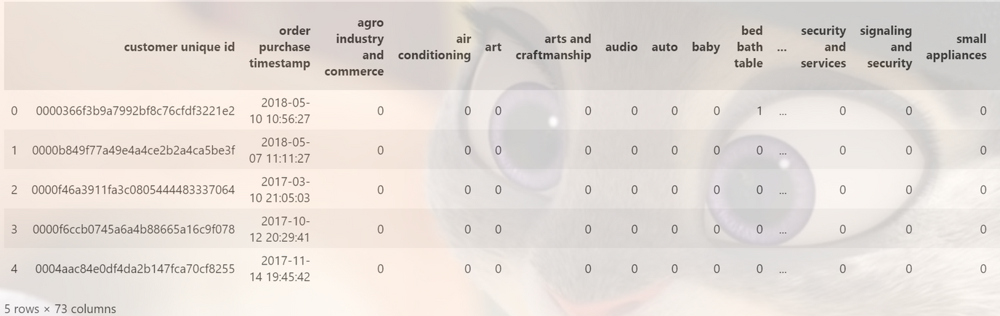 customer unique id
order
purchase
timestamp
agro
industry
and
commerce
air
conditioning
art
arts and
craftmanship
audio
auto
baby
bed
bath
table
...
security
and
services
signaling
and
security
small
appliances
0 0000366f3b9a7992bf8c76cfdf3221e2 2018-05-
10 10:56:27 0 0 0 0 0 0 0 1 ... 0 0 0
1 0000b849f77a49e4a4ce2b2a4ca5be3f 2018-05-
07 11:11:27 0 0 0 0 0 0 0 0 ... 0 0 0
2 0000f46a3911fa3c0805444483337064 2017-03-
10 21:05:03 0 0 0 0 0 0 0 0 ... 0 0 0
3 0000f6ccb0745a6a4b88665a16c9f078 2017-10-
12 20:29:41 0 0 0 0 0 0 0 0 ... 0 0 0
4 0004aac84e0df4da2b147fca70cf8255 2017-11-
14 19:45:42 0 0 0 0 0 0 0 0 ... 0 0 0
5 rows × 73 columns